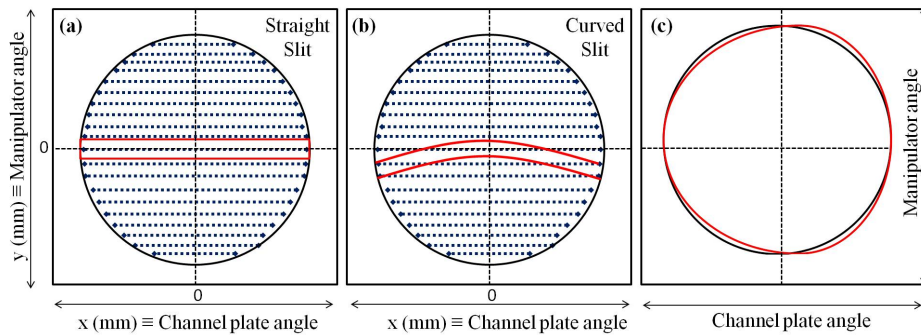 (a)
Straight
Slit
(b)
Curved
Slit
(c)
y (mm) ≡ Manipulator angle
0
Manipulator angle
0
0
x (mm) ≡ Channel plate angle
x (mm) ≡ Channel plate angle
Channel plate angle